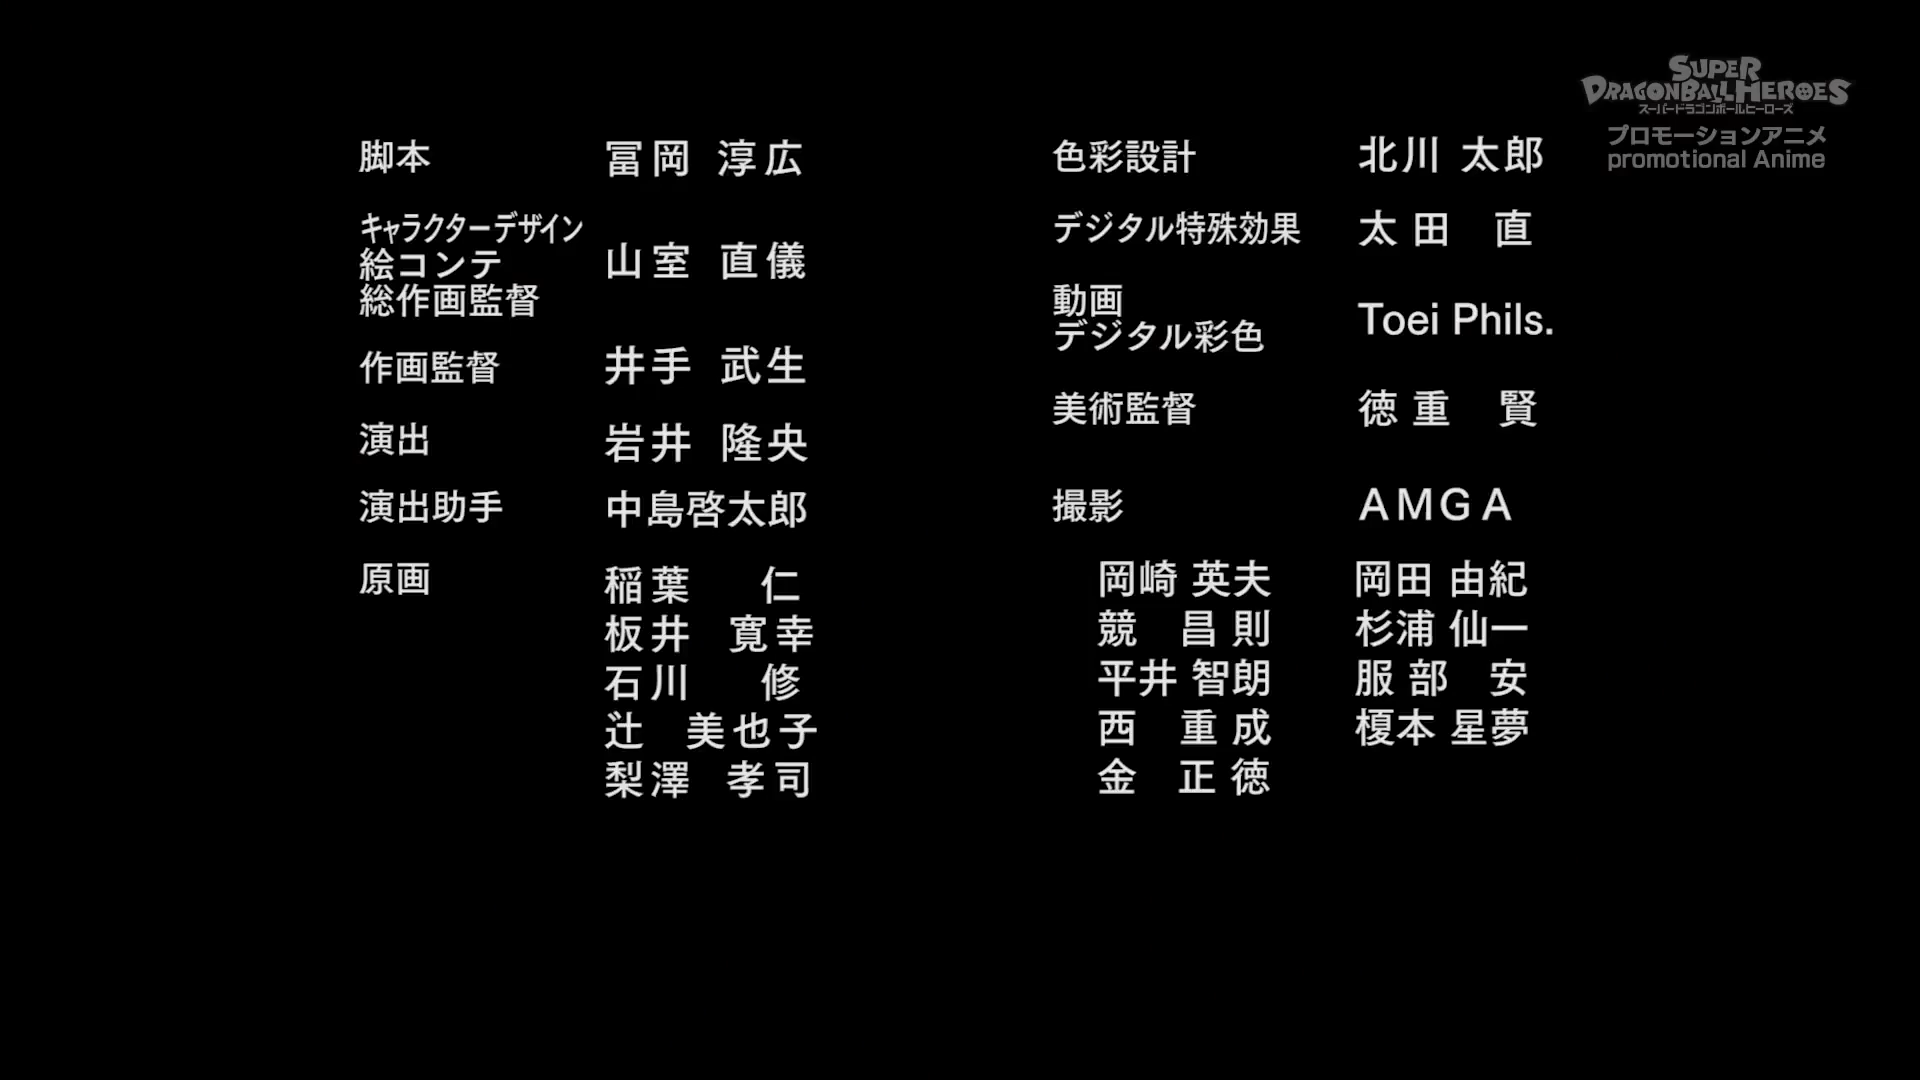 SUPER
DRAGONBALL HEROES
スーパードラゴンボールヒーローズ
プロモーションアニメ
promotional Anime
脚本 冨岡 淳広
キャラクターデザイン
絵コンテ 山室 直儀
総作画監督
作画監督 井手 武生
演出 岩井 隆央
演出助手 中島啓太郎
原画 稲葉 仁
板井 寛幸
石川 修
辻 美也子
梨澤 孝司
色彩設計 北川 太郎
デジタル特殊効果 太田 直
動画
デジタル彩色 Toei Phils.
美術監督 徳重 賢
撮影 AMGA
岡崎 英夫 岡田 由紀
競 昌則 杉浦 仙一
平井 智朗 服部 安
西 重成 榎本 星夢
金 正徳